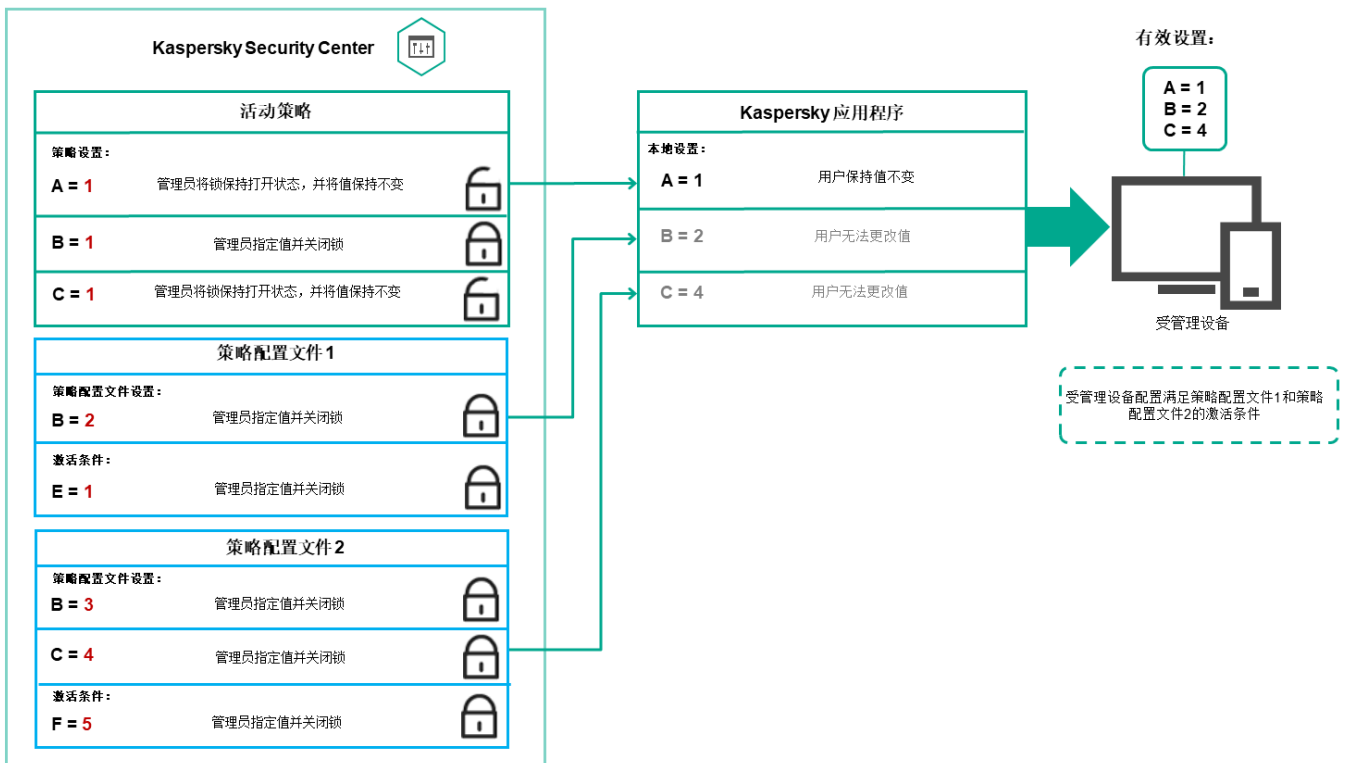 Kaspersky Security Center
活动策略
策略设置：
A = 1
管理员将锁保持打开状态，并将值保持不变
B = 1
管理员指定值并关闭锁
C = 1
管理员将锁保持打开状态，并将值保持不变
策略配置文件1
策略配置文件设置：
B = 2
管理员指定值并关闭锁
激活条件：
E = 1
管理员指定值并关闭锁
策略配置文件2
策略配置文件设置：
B = 3
管理员指定值并关闭锁
C = 4
管理员指定值并关闭锁
激活条件：
F = 5
管理员指定值并关闭锁
Kaspersky 应用程序
本地设置：
A = 1
用户保持值不变
B = 2
用户无法更改值
C = 4
用户无法更改值
有效设置：
A = 1
B = 2
C = 4
受管理设备
受管理设备配置满足策略配置文件1和策略
配置文件2的激活条件